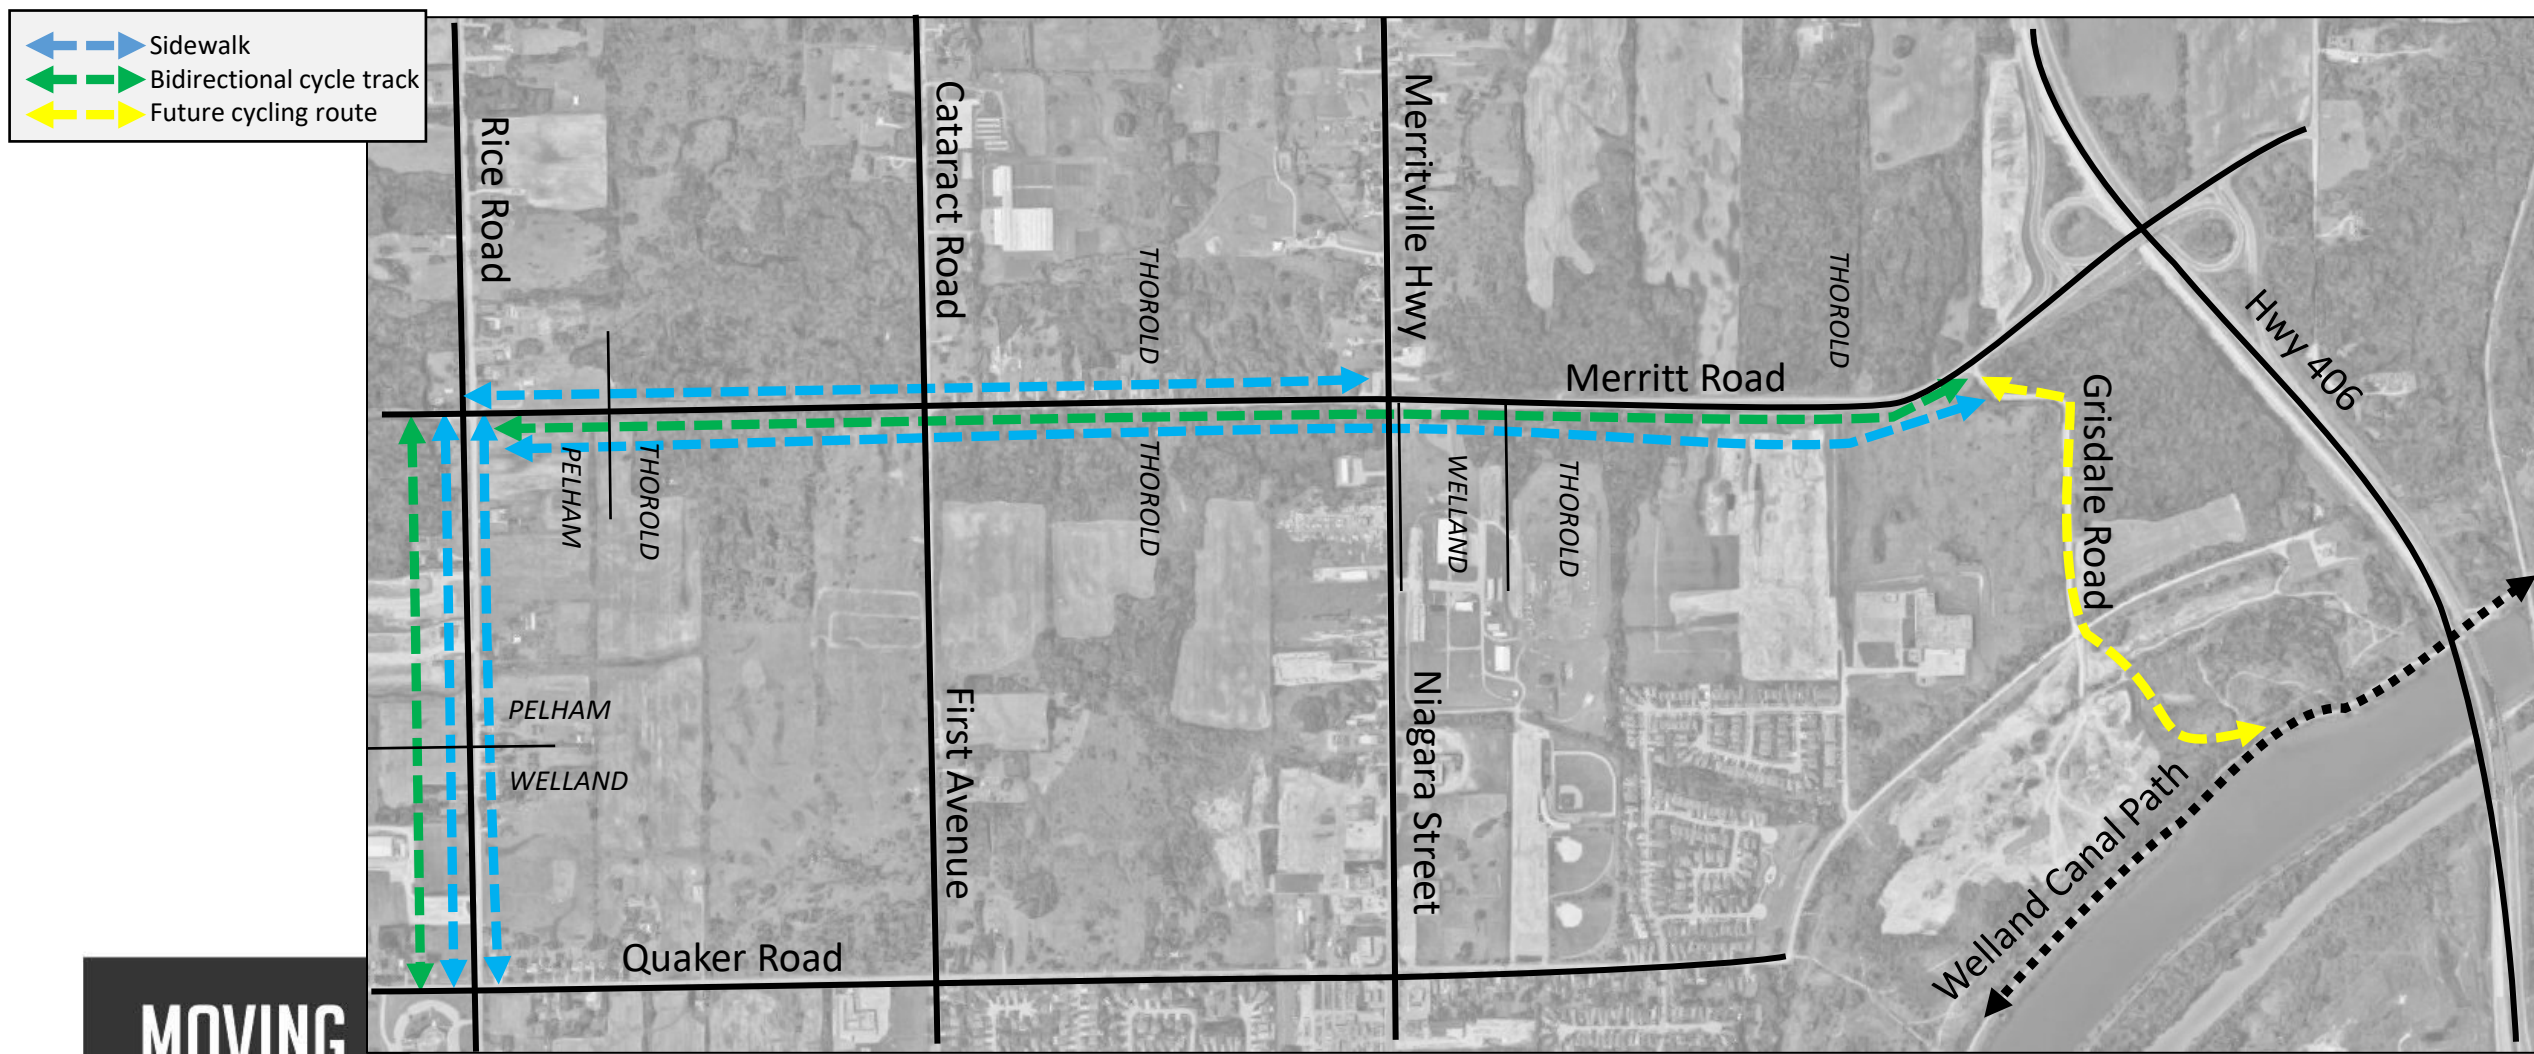 Sidewalk
Bidirectional cycle track
Future cycling route
Rice Road
Cataract Road
Merritville Hwy
THOROLD
THOROLD
Hwy 406
Merritt Road
Grisdale Road
PELHAM
THOROLD
THOROLD
WELLAND
THOROLD
PELHAM
WELLAND
First Avenue
Niagara Street
Quaker Road
Welland Canal Path
MOVING